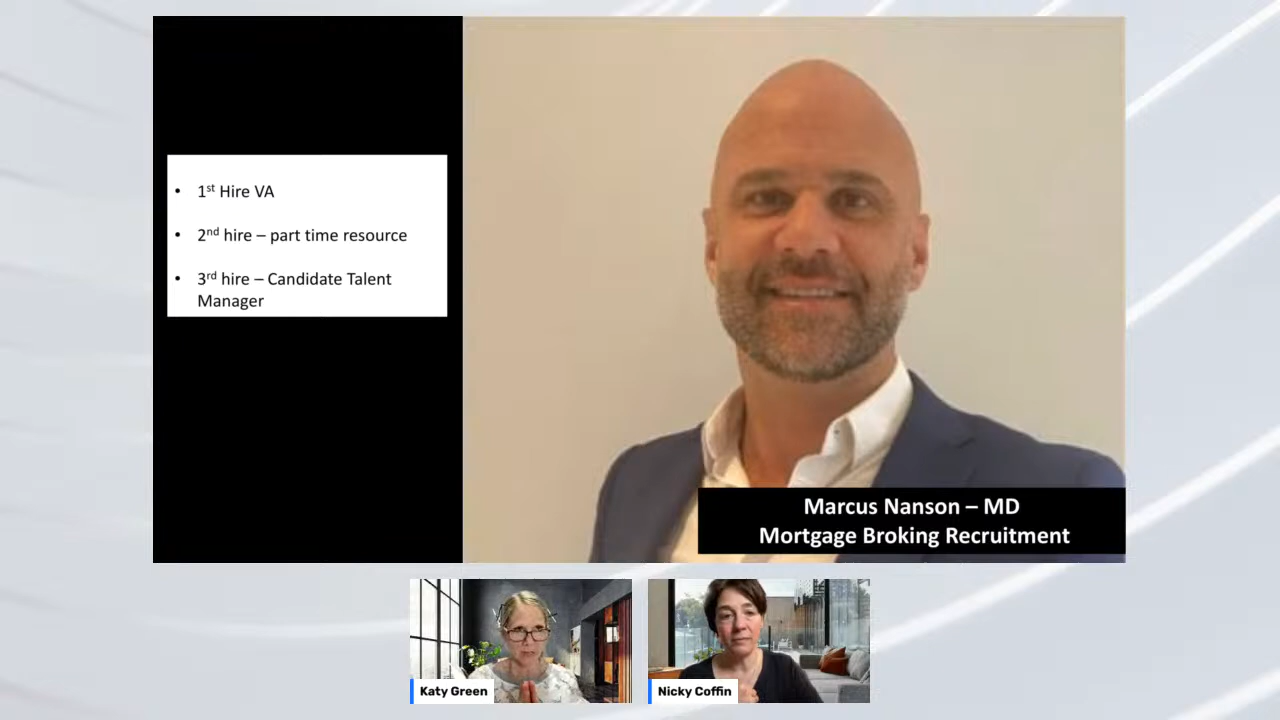 • 1st Hire VA
• 2nd hire – part time resource
• 3rd hire – Candidate Talent
Manager
Marcus Nanson – MD
Mortgage Broking Recruitment
Katy Green
Nicky Coffin